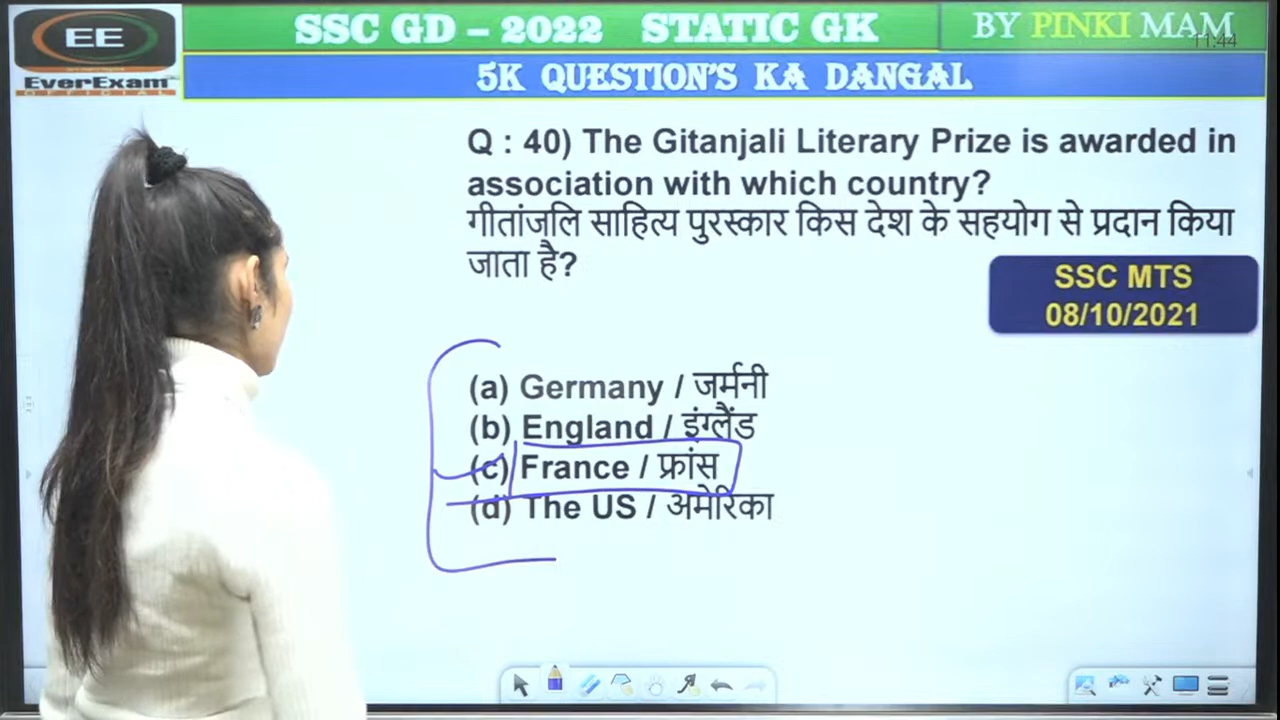 EE
EverExam
OFFICIAL
SSC GD – 2022 STATIC GK
BY PINKI MAM
11:44
5K QUESTION'S KA DANGAL
Q : 40) The Gitanjali Literary Prize is awarded in
association with which country?
गीतांजलि साहित्य पुरस्कार किस देश के सहयोग से प्रदान किया
जाता है?
SSC MTS
08/10/2021
(a) Germany / जर्मनी
(b) England / इंग्लैंड
(c) France / फ्रांस
(d) The US / अमेरिका